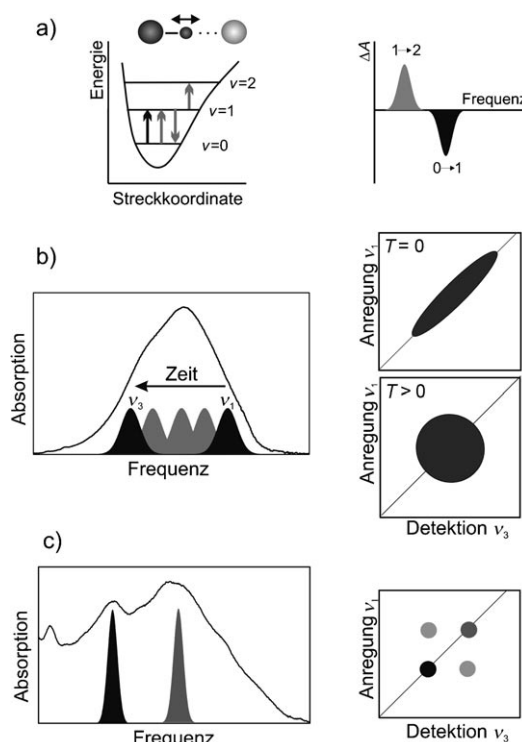 a)
Energie
v=2
v=1
v=0
Streckkoordinate
ΔA
1→2
Frequenz
0→1
b)
Absorption
Zeit
ν₃
ν₁
Frequenz
Anregung ν₁
T = 0
Anregung ν₁
T > 0
Detektion ν₃
c)
Absorption
Frequenz
Anregung ν₁
Detektion ν₃